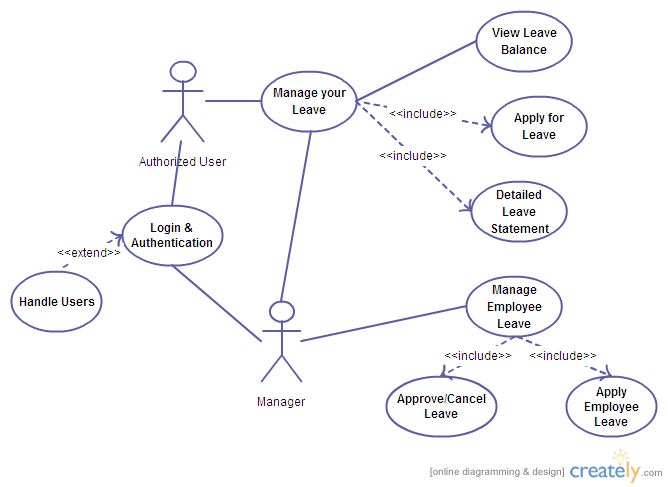 View Leave
Balance
Manage your
Leave
<<include>>
Apply for
Leave
<<include>>
Authorized User
Detailed
Leave
Statement
Login &
Authentication
<<extend>>
Handle Users
Manage
Employee
Leave
<<include>>
<<include>>
Manager
Approve/Cancel
Leave
Apply
Employee
Leave
[online diagramming & design] creately.com